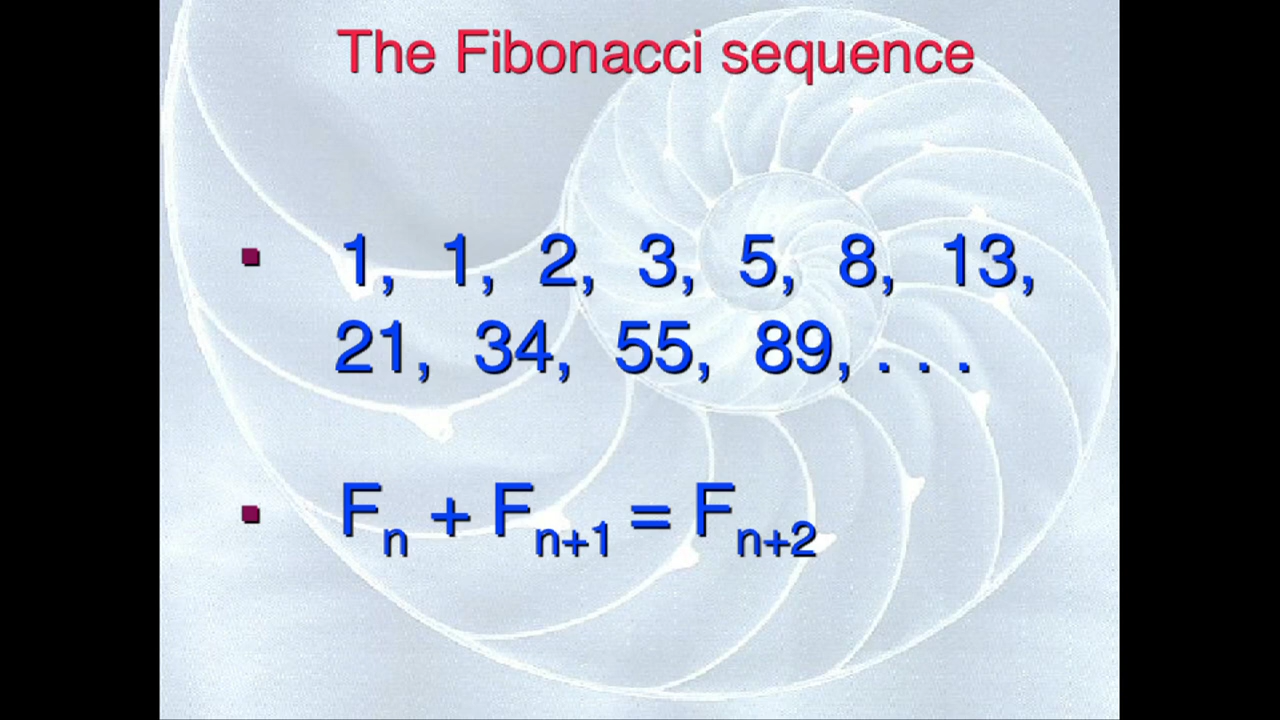 The Fibonacci sequence
▪ 1, 1, 2, 3, 5, 8, 13,
21, 34, 55, 89, . . .
▪ Fₙ + Fₙ₊₁ = Fₙ₊₂